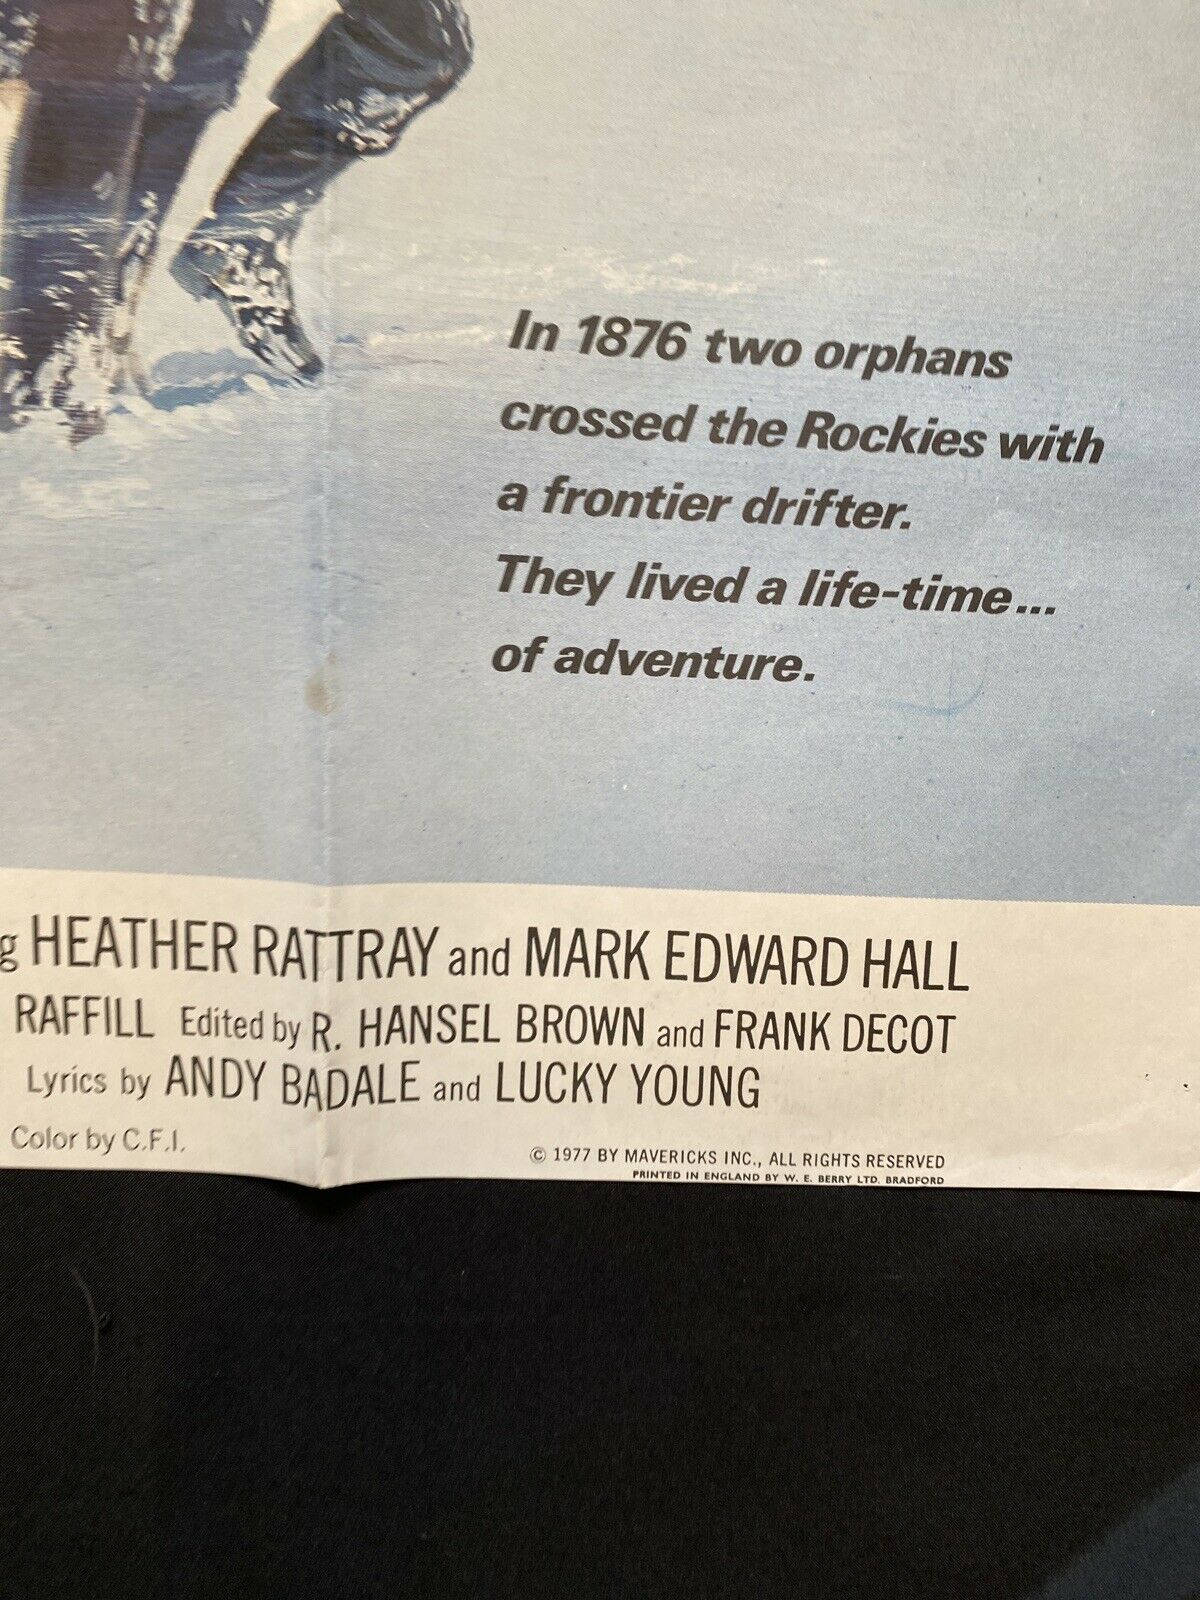 In 1876 two orphans
crossed the Rockies with
a frontier drifter.
They lived a life-time...
of adventure.
g HEATHER RATTRAY and MARK EDWARD HALL
RAFFILL Edited by R. HANSEL BROWN and FRANK DECOT
Lyrics by ANDY BADALE and LUCKY YOUNG
Color by C.F.I.
© 1977 BY MAVERICKS INC., ALL RIGHTS RESERVED
PRINTED IN ENGLAND BY W. E. BERRY LTD. BRADFORD